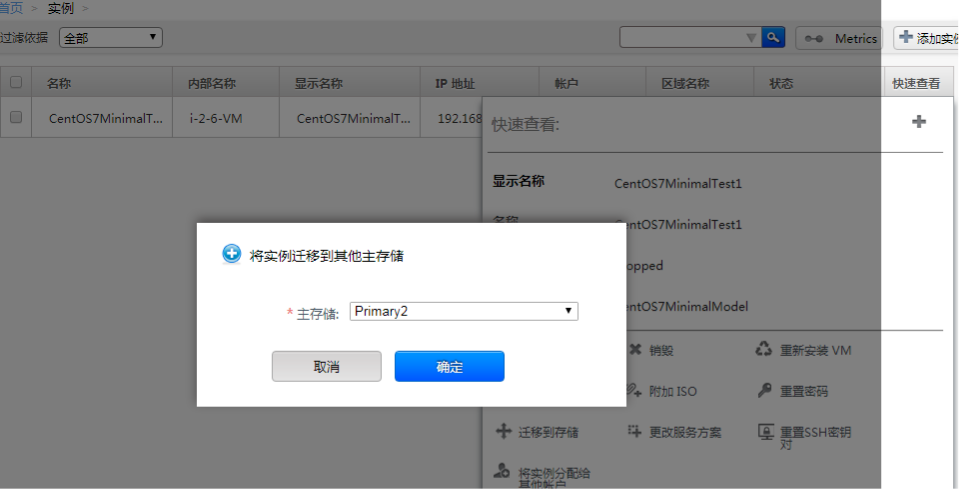 首页 > 实例 >
过滤依据 全部 Metrics 添加实
名称 内部名称 显示名称 IP 地址 帐户 区域名称 状态 快速查看
CentOS7MinimalT... i-2-6-VM CentOS7MinimalT... 192.168
快速查看:
显示名称 CentOS7MinimalTest1
名称 CentOS7MinimalTest1
opped
entOS7MinimalModel
将实例迁移到其他主存储
* 主存储: Primary2
取消 确定
销毁 重新安装 VM
附加 ISO 重置密码
迁移到存储 更改服务方案 重置SSH密钥
对
将实例分配给
其他帐户